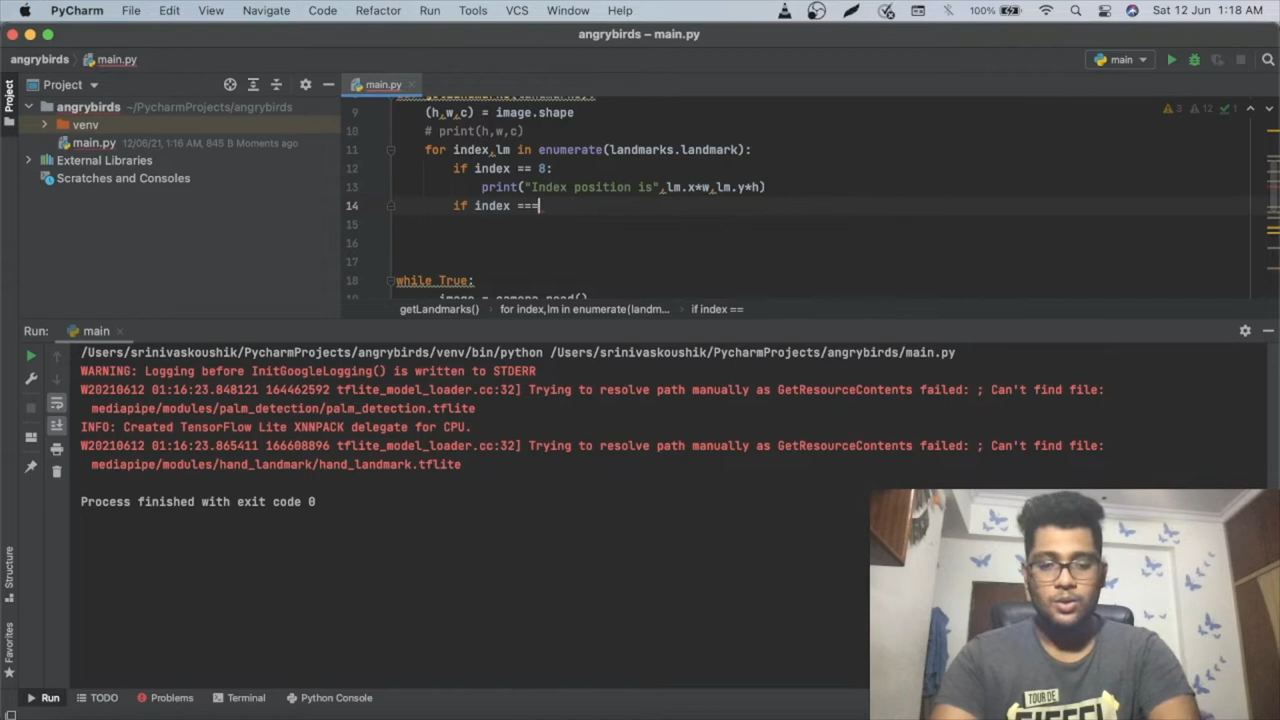 PyCharm File Edit View Navigate Code Refactor Run Tools VCS Window Help 100% Sat 12 Jun 1:18 AM
angrybirds – main.py
angrybirds main.py main
Project main.py
angrybirds ~/PycharmProjects/angrybirds
venv
main.py 12/06/21, 1:16 AM, 845 B Moments ago
External Libraries
Scratches and Consoles
3 12 1
9 (h,w,c) = image.shape
10 # print(h,w,c)
11 for index,lm in enumerate(landmarks.landmark):
12 if index == 8:
13 print("Index position is",lm.x*w,lm.y*h)
14 if index ===
15
16
17
18 while True:
getLandmarks() for index,lm in enumerate(landm... if index ==
Project
Run: main
/Users/srinivaskoushik/PycharmProjects/angrybirds/venv/bin/python /Users/srinivaskoushik/PycharmProjects/angrybirds/main.py
WARNING: Logging before InitGoogleLogging() is written to STDERR
W20210612 01:16:23.848121 164462592 tflite_model_loader.cc:32] Trying to resolve path manually as GetResourceContents failed: ; Can't find file:
mediapipe/modules/palm_detection/palm_detection.tflite
INFO: Created TensorFlow Lite XNNPACK delegate for CPU.
W20210612 01:16:23.865411 166608896 tflite_model_loader.cc:32] Trying to resolve path manually as GetResourceContents failed: ; Can't find file:
mediapipe/modules/hand_landmark/hand_landmark.tflite
Process finished with exit code 0
Structure
Favorites
Run TODO Problems Terminal Python Console
TOUR DE